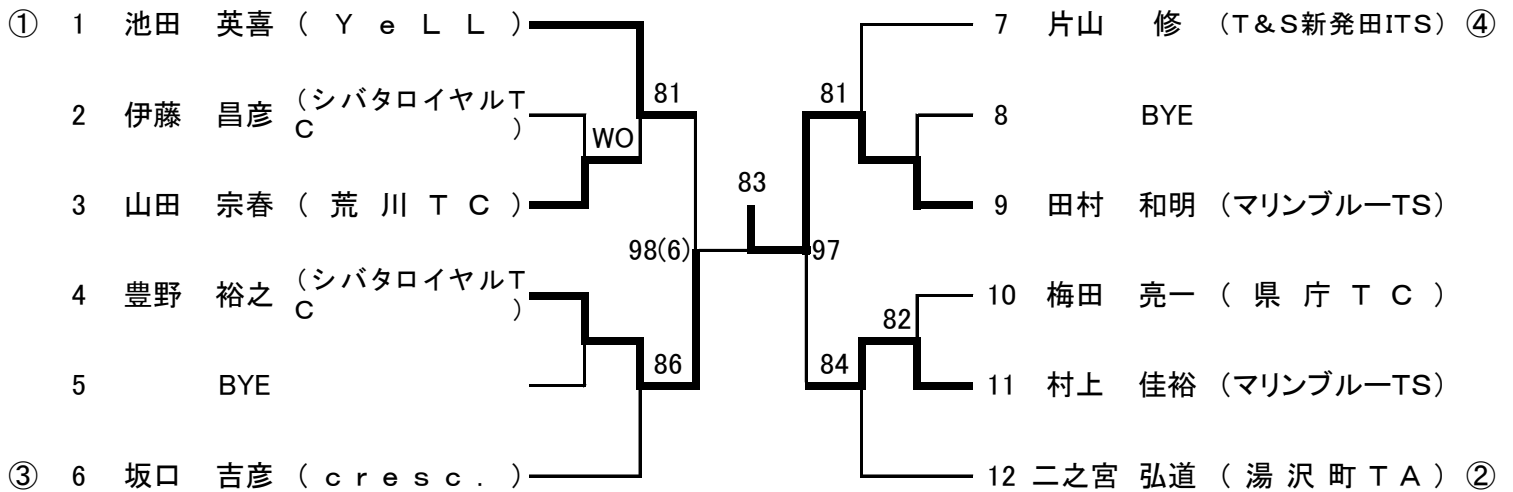 ① 1 池田 英喜 ( Y e L L )
2 伊藤 昌彦 (シバタロイヤルTC)
WO
81
3 山田 宗春 ( 荒 川 T C )
98(6)
4 豊野 裕之 (シバタロイヤルTC)
86
5 BYE
③ 6 坂口 吉彦 ( c r e s c . )
83
97
7 片山 修 (T&S新発田ITS) ④
81
8 BYE
9 田村 和明 (マリンブルーTS)
10 梅田 亮一 ( 県 庁 T C )
82
84
11 村上 佳裕 (マリンブルーTS)
12 二之宮 弘道 ( 湯 沢 町 T A ) ②